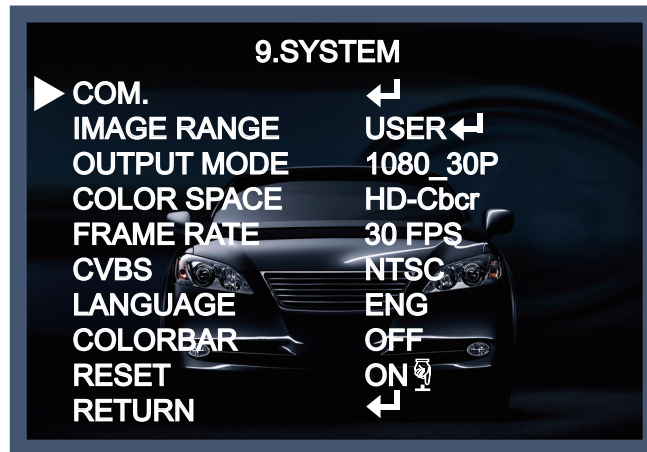 9.SYSTEM
COM. ↵
IMAGE RANGE USER↵
OUTPUT MODE 1080_30P
COLOR SPACE HD-Cbcr
FRAME RATE 30 FPS
CVBS NTSC
LANGUAGE ENG
COLORBAR OFF
RESET ON
RETURN ↵